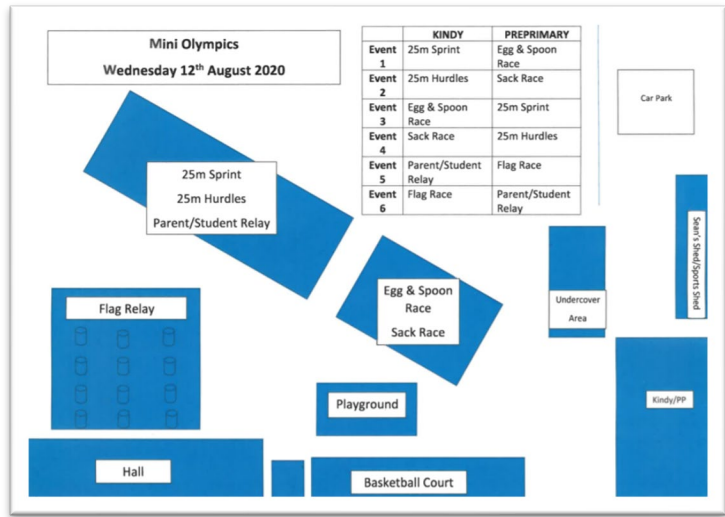 Mini Olympics
Wednesday 12th August 2020
KINDY PREPRIMARY
Event 1 25m Sprint Egg & Spoon Race
Event 2 25m Hurdles Sack Race
Event 3 Egg & Spoon Race 25m Sprint
Event 4 Sack Race 25m Hurdles
Event 5 Parent/Student Relay Flag Race
Event 6 Flag Race Parent/Student Relay
Car Park
25m Sprint
25m Hurdles
Parent/Student Relay
Sean's Shed/Sports Shed
Egg & Spoon
Race
Sack Race
Undercover
Area
Flag Relay
Kindy/PP
Playground
Hall
Basketball Court